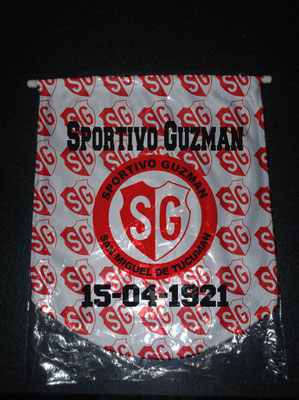 SPORTIVO GUZMAN
SPORTIVO GUZMAN
SG
SAN MIGUEL DE TUCUMAN
15-04-1921